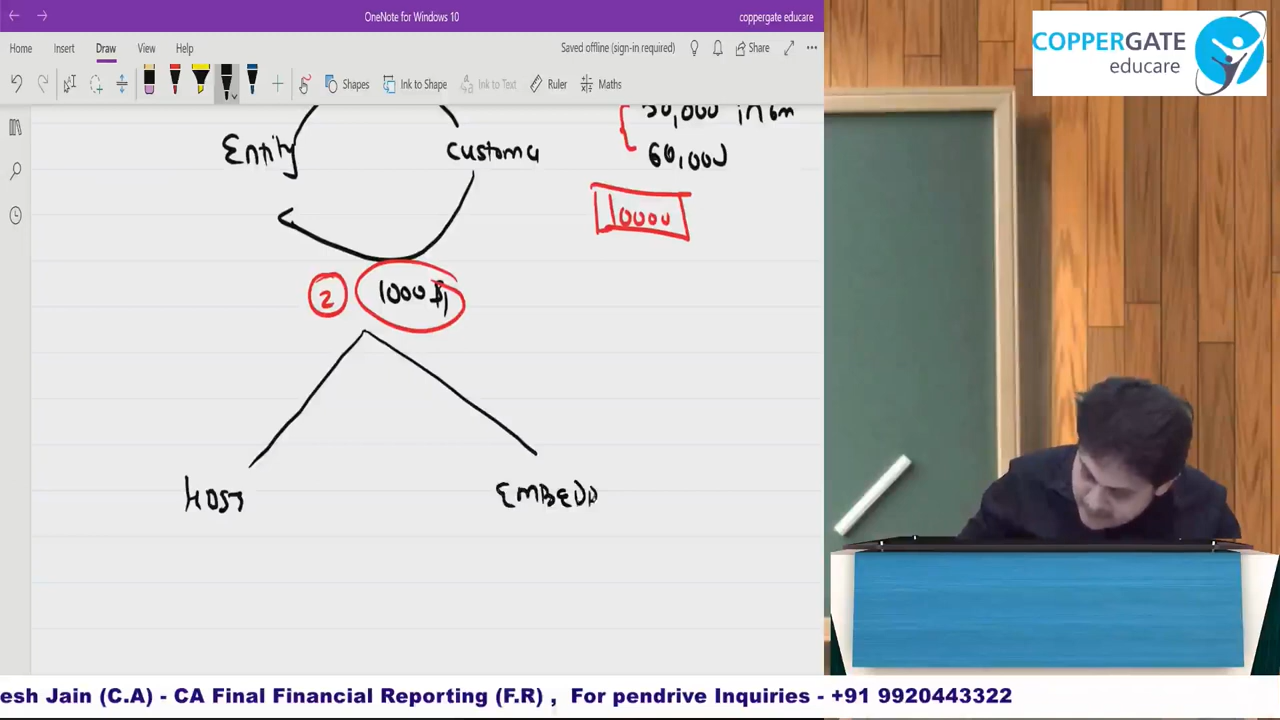 OneNote for Windows 10
coppergate educare
Home Insert Draw View Help
Saved offline (sign-in required)
Share
Shapes
Ink to Shape
Ink to Text
Ruler
Maths
COPPERGATE
educare
Entity
60,000
10000
2
1000 $
HOST
EMBEDD
esh Jain (C.A) - CA Final Financial Reporting (F.R) , For pendrive Inquiries - +91 9920443322